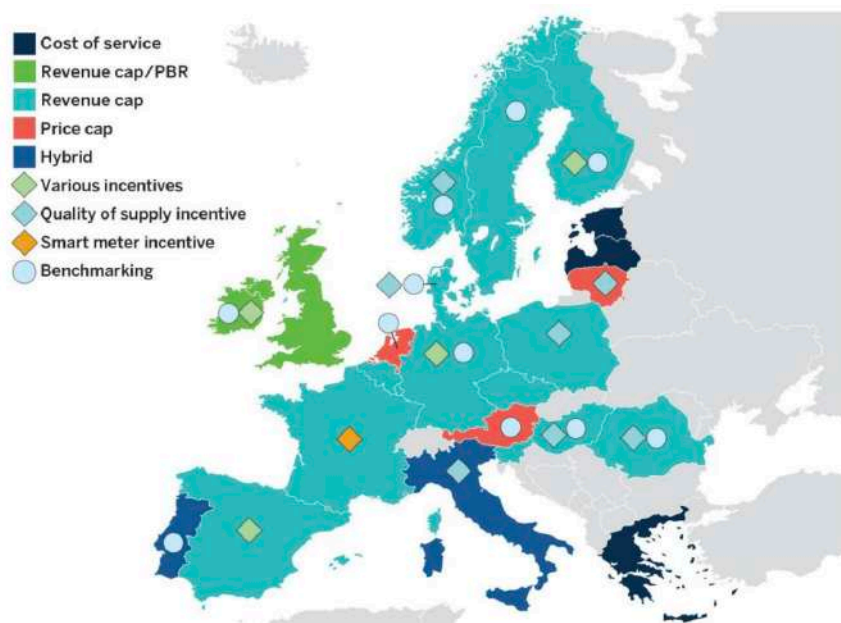 Cost of service
Revenue cap/PBR
Revenue cap
Price cap
Hybrid
Various incentives
Quality of supply incentive
Smart meter incentive
Benchmarking